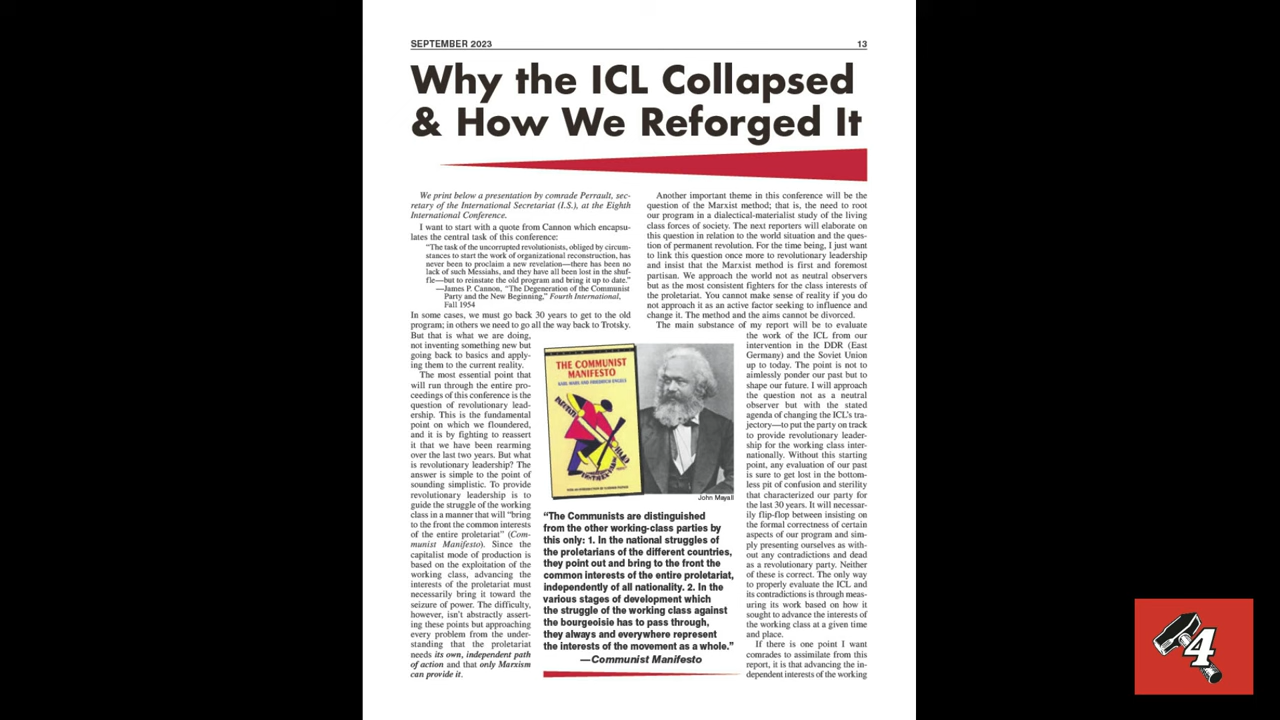 SEPTEMBER 2023
13
Why the ICL Collapsed
& How We Reforged It
We print below a presentation by comrade Perrault, sec-
retary of the International Secretariat (I.S.), at the Eighth
International Conference.
I want to start with a quote from Cannon which encapsu-
lates the central task of this conference:
“The task of the uncorrupted revolutionists, obliged by circum-
stances to start the work of organizational reconstruction, has
never been to proclaim a new revelation—there has been no
lack of such Messiahs, and they have all been lost in the shuf-
fle—but to reinstate the old program and bring it up to date.”
—James P. Cannon, “The Degeneration of the Communist
Party and the New Beginning,” Fourth International,
Fall 1954
In some cases, we must go back 30 years to get to the old
program; in others we need to go all the way back to Trotsky.
But that is what we are doing,
not inventing something new but
going back to basics and apply-
ing them to the current reality.
The most essential point that
will run through the entire pro-
ceedings of this conference is the
question of revolutionary lead-
ership. This is the fundamental
point on which we floundered,
and it is by fighting to reassert
it that we have been rearming
over the last two years. But what
is revolutionary leadership? The
answer is simple to the point of
sounding simplistic. To provide
revolutionary leadership is to
guide the struggle of the working
class in a manner that will “bring
to the front the common interests
of the entire proletariat” (Com-
munist Manifesto). Since the
capitalist mode of production is
based on the exploitation of the
working class, advancing the
interests of the proletariat must
necessarily bring it toward the
seizure of power. The difficulty,
however, isn’t abstractly assert-
ing these points but approaching
every problem from the under-
standing that the proletariat
needs its own, independent path
of action and that only Marxism
can provide it.
THE COMMUNIST
MANIFESTO
KARL MARX AND FRIEDRICH ENGELS
John Mayall
“The Communists are distinguished
from the other working-class parties by
this only: 1. In the national struggles of
the proletarians of the different countries,
they point out and bring to the front the
common interests of the entire proletariat,
independently of all nationality. 2. In the
various stages of development which
the struggle of the working class against
the bourgeoisie has to pass through,
they always and everywhere represent
the interests of the movement as a whole.”
—Communist Manifesto
Another important theme in this conference will be the
question of the Marxist method; that is, the need to root
our program in a dialectical-materialist study of the living
class forces of society. The next reporters will elaborate on
this question in relation to the world situation and the ques-
tion of permanent revolution. For the time being, I just want
to link this question once more to revolutionary leadership
and insist that the Marxist method is first and foremost
partisan. We approach the world not as neutral observers
but as the most consistent fighters for the class interests of
the proletariat. You cannot make sense of reality if you do
not approach it as an active factor seeking to influence and
change it. The method and the aims cannot be divorced.
The main substance of my report will be to evaluate
the work of the ICL from our
intervention in the DDR (East
Germany) and the Soviet Union
up to today. The point is not to
aimlessly ponder our past but to
shape our future. I will approach
the question not as a neutral
observer but with the stated
agenda of changing the ICL’s tra-
jectory—to put the party on track
to provide revolutionary leader-
ship for the working class inter-
nationally. Without this starting
point, any evaluation of our past
is sure to get lost in the bottom-
less pit of confusion and sterility
that characterized our party for
the last 30 years. It will necessar-
ily flip-flop between insisting on
the formal correctness of certain
aspects of our program and sim-
ply presenting ourselves as with-
out any contradictions and dead
as a revolutionary party. Neither
of these is correct. The only way
to properly evaluate the ICL and
its contradictions is through meas-
uring its work based on how it
sought to advance the interests of
the working class at a given time
and place.
If there is one point I want
comrades to assimilate from this
report, it is that advancing the in-
dependent interests of the working
4